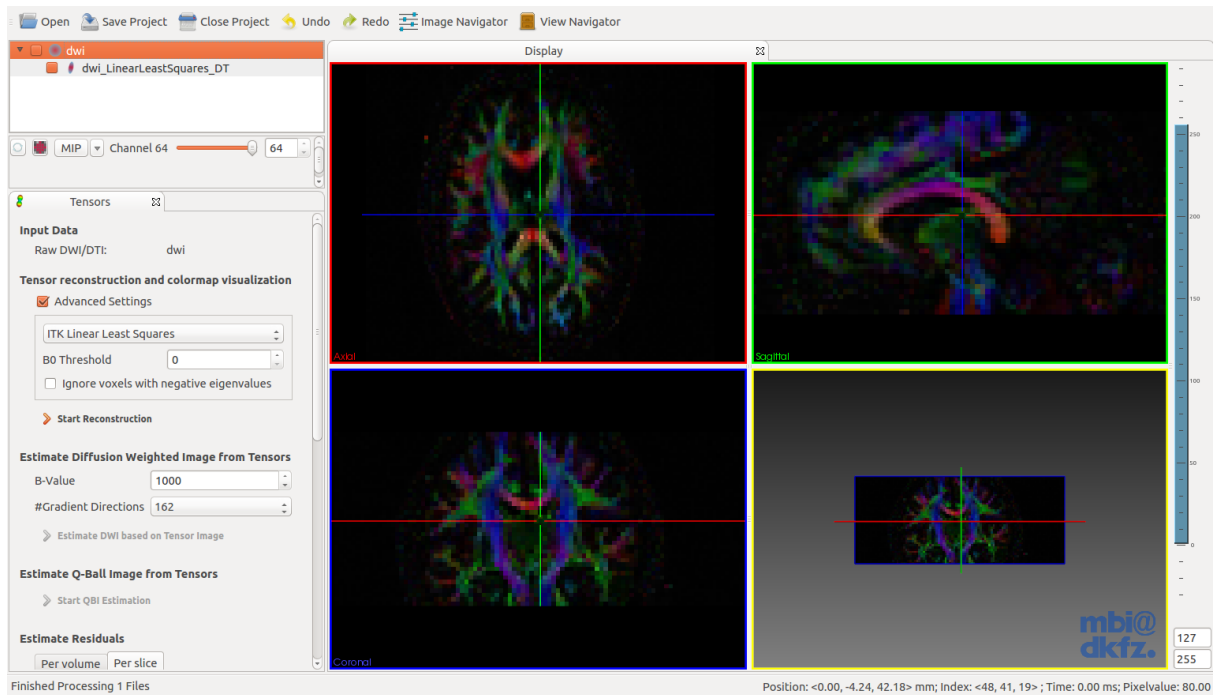 Open Save Project Close Project Undo Redo Image Navigator View Navigator
dwi
dwi_LinearLeastSquares_DT
MIP Channel 64 64
Tensors
Input Data
Raw DWI/DTI: dwi
Tensor reconstruction and colormap visualization
Advanced Settings
ITK Linear Least Squares
B0 Threshold 0
Ignore voxels with negative eigenvalues
Start Reconstruction
Estimate Diffusion Weighted Image from Tensors
B-Value 1000
#Gradient Directions 162
Estimate DWI based on Tensor Image
Estimate Q-Ball Image from Tensors
Start QBI Estimation
Estimate Residuals
Per volume Per slice
Display
Axial
Sagittal
Coronal
mbi@
dkfz.
250
200
150
100
50
0
127
255
Finished Processing 1 Files
Position: <0.00, -4.24, 42.18> mm; Index: <48, 41, 19> ; Time: 0.00 ms; Pixelvalue: 80.00